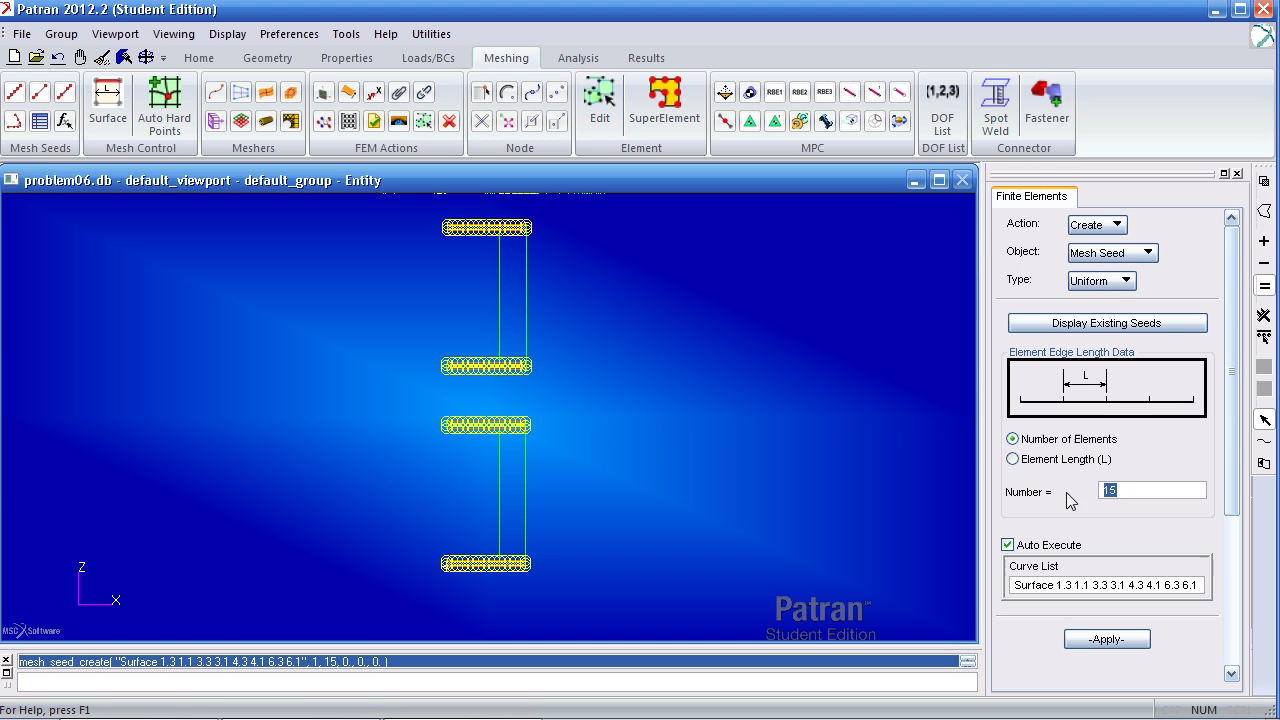 Patran 2012.2 (Student Edition)
File Group Viewport Viewing Display Preferences Tools Help Utilities
Home Geometry Properties Loads/BCs Meshing Analysis Results
RBE1 RBE2 RBE3
[1,2,3]
Surface
Auto Hard Points
Edit
SuperElement
DOF List
Spot Weld
Fastener
Mesh Seeds Mesh Control Meshers FEM Actions Node Element MPC DOF List Connector
problem06.db - default_viewport - default_group - Entity
Z
X
MSC Software
Patran™
Student Edition
Finite Elements
Action: Create
Object: Mesh Seed
Type: Uniform
Display Existing Seeds
Element Edge Length Data
L
Number of Elements
Element Length (L)
Number = 15
Auto Execute
Curve List
Surface 1.3 1.1 3.3 3.1 4.3 4.1 6.3 6.1
-Apply-
mesh_seed_create( "Surface 1.3 1.1 3.3 3.1 4.3 4.1 6.3 6.1", 1, 15, 0., 0., 0. )
For Help, press F1
NUM